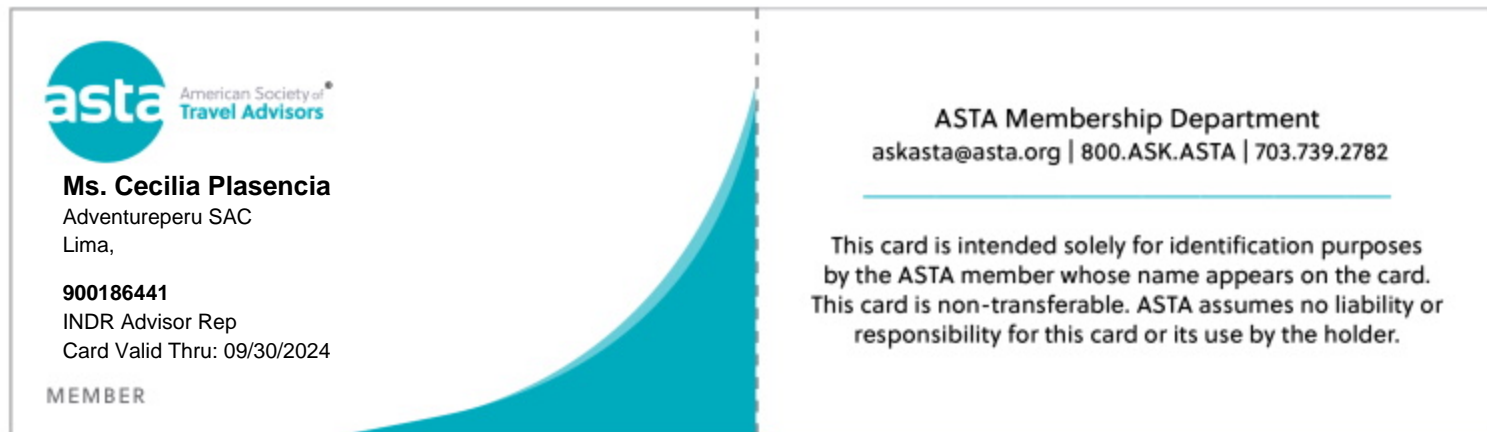 asta American Society of®
Travel Advisors
Ms. Cecilia Plasencia
Adventureperu SAC
Lima,
900186441
INDR Advisor Rep
Card Valid Thru: 09/30/2024
MEMBER
ASTA Membership Department
askasta@asta.org | 800.ASK.ASTA | 703.739.2782
This card is intended solely for identification purposes
by the ASTA member whose name appears on the card.
This card is non-transferable. ASTA assumes no liability or
responsibility for this card or its use by the holder.